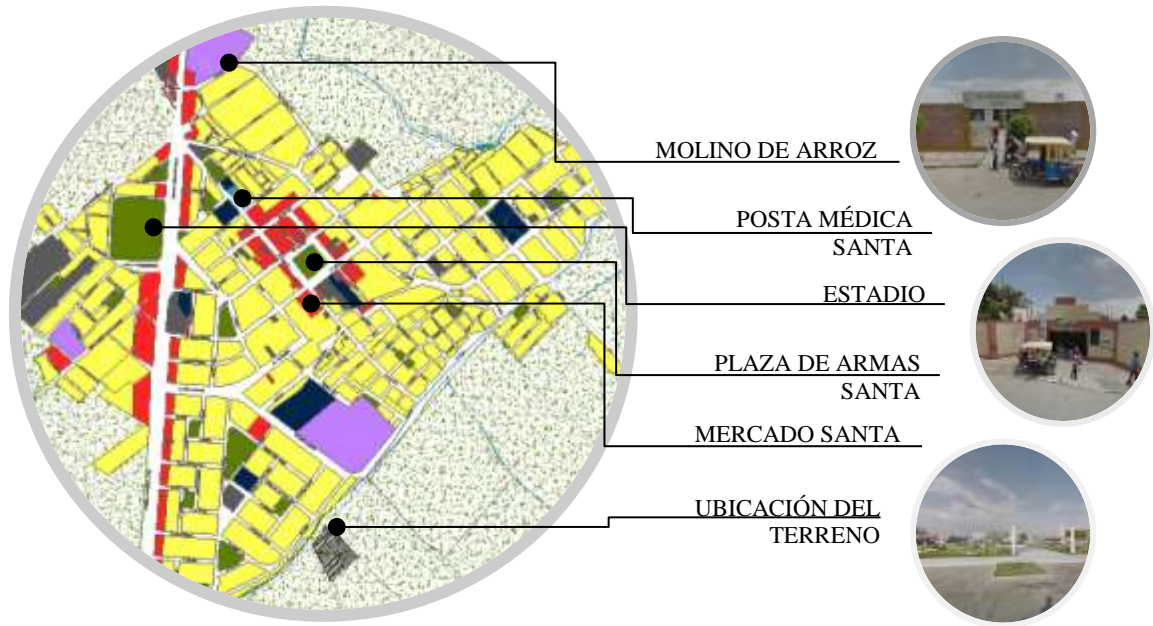 MOLINO DE ARROZ
POSTA MÉDICA
SANTA
ESTADIO
PLAZA DE ARMAS
SANTA
MERCADO SANTA
UBICACIÓN DEL
TERRENO